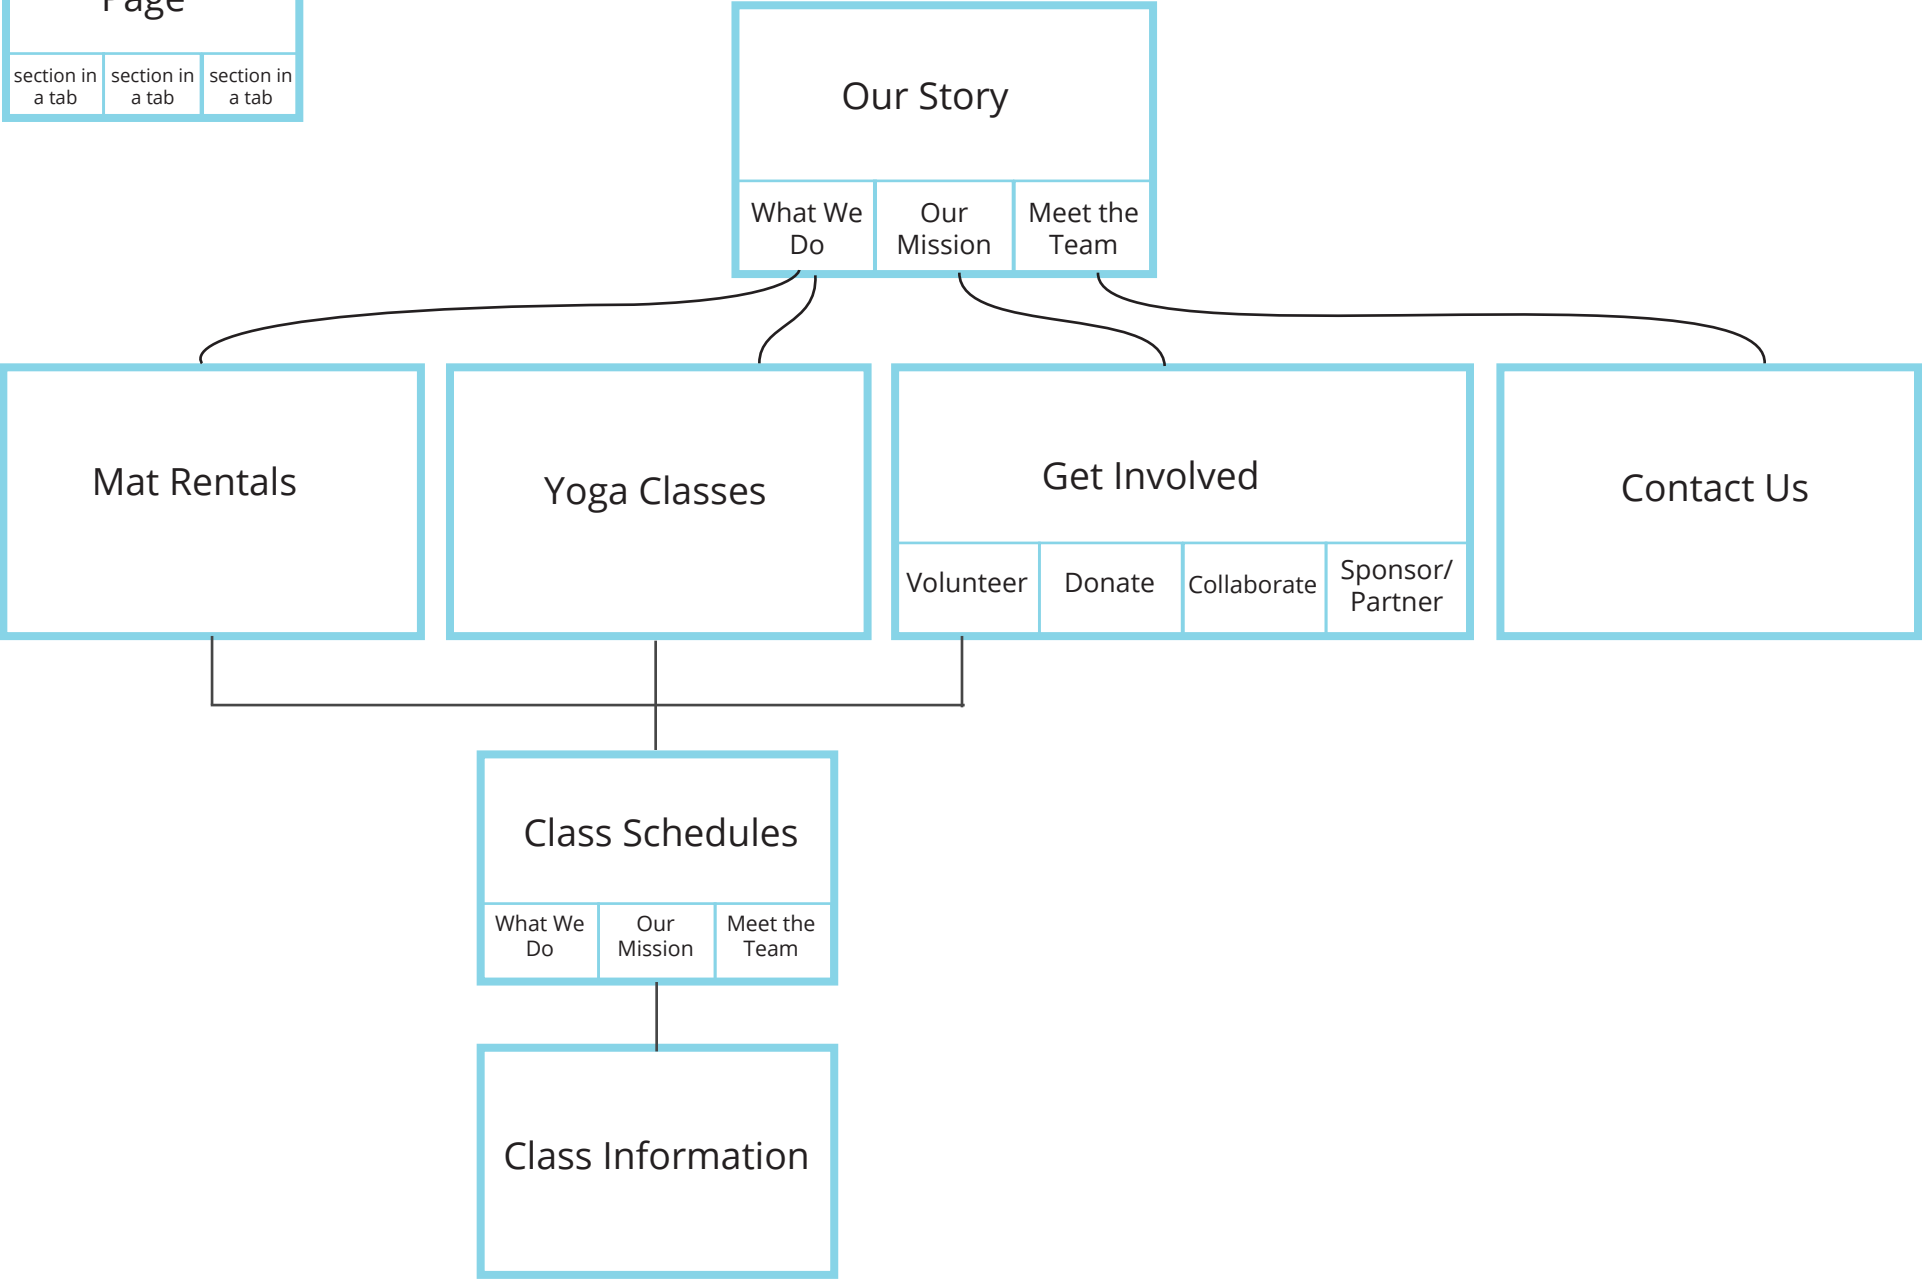 Page
section in
a tab
section in
a tab
section in
a tab
Our Story
What We
Do
Our
Mission
Meet the
Team
Mat Rentals
Yoga Classes
Get Involved
Volunteer
Donate
Collaborate
Sponsor/
Partner
Contact Us
Class Schedules
What We
Do
Our
Mission
Meet the
Team
Class Information